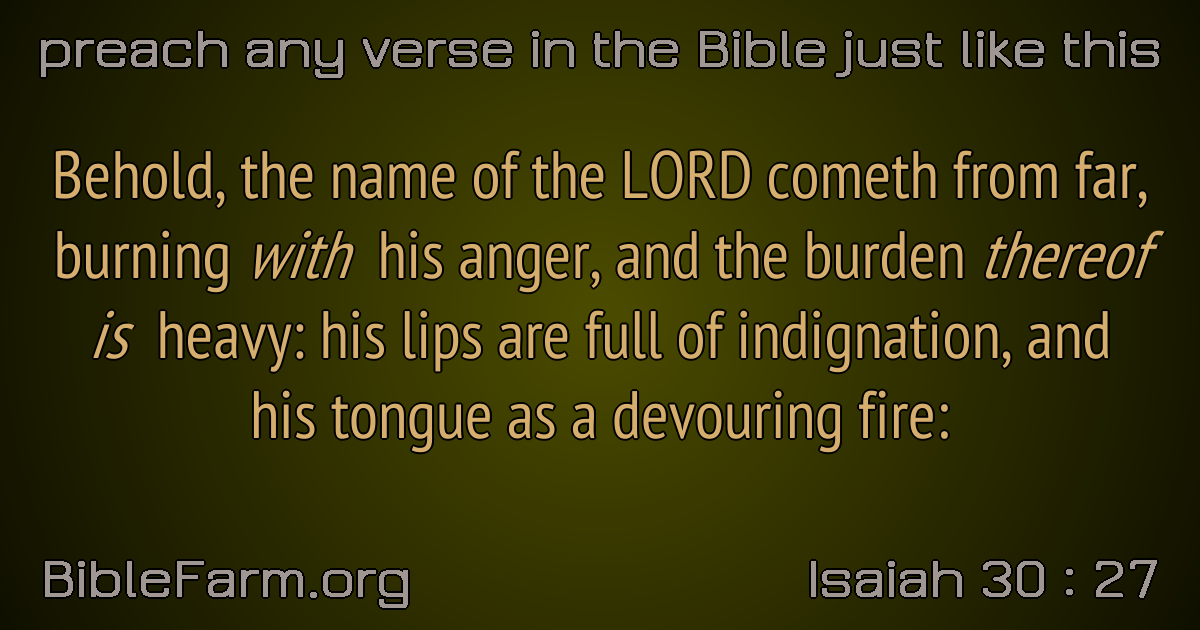 preach any verse in the Bible just like this
Behold, the name of the LORD cometh from far,
burning with his anger, and the burden thereof
is heavy: his lips are full of indignation, and
his tongue as a devouring fire:
BibleFarm.org
Isaiah 30 : 27